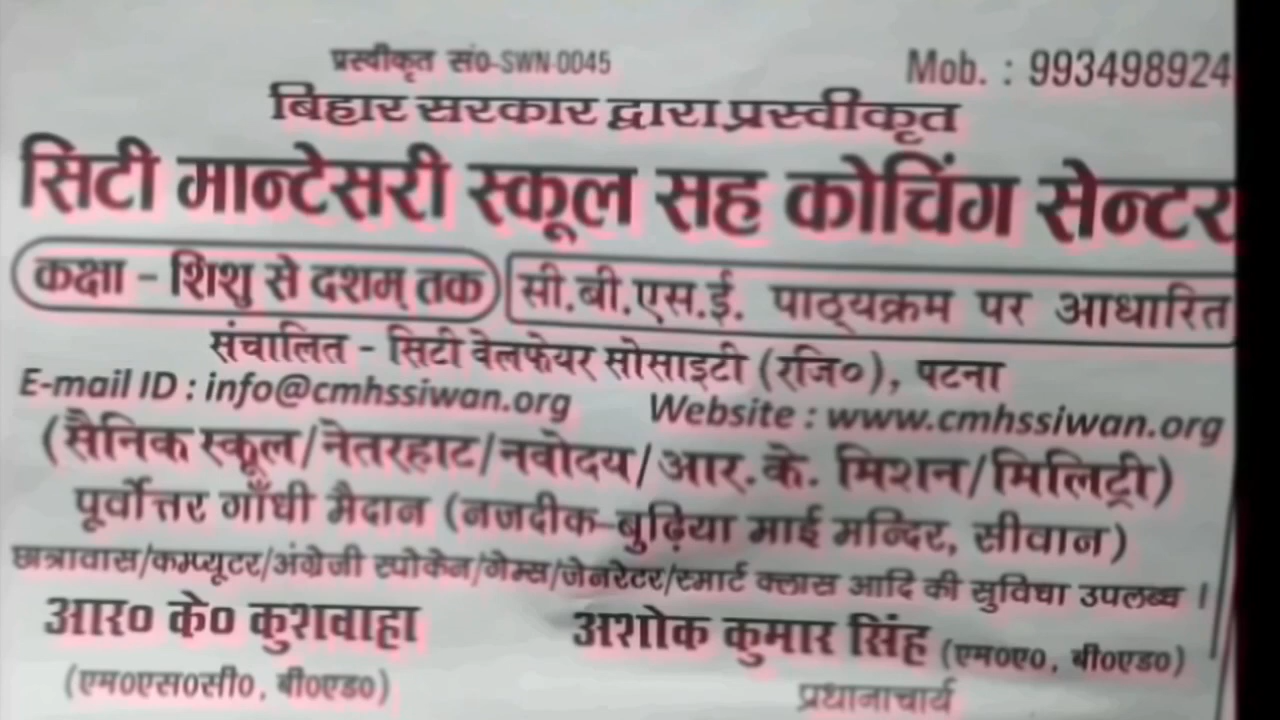 प्रस्वीकृत सं०-SWN-0045 Mob. : 993498924
बिहार सरकार द्वारा प्रस्वीकृत
सिटी मान्टेसरी स्कूल सह कोचिंग सेन्टर
कक्षा - शिशु से दशम् तक सी.बी.एस.ई. पाठ्यक्रम पर आधारित
संचालित - सिटी वेलफेयर सोसाइटी (रजि०), पटना
E-mail ID : info@cmhssiwan.org Website : www.cmhssiwan.org
(सैनिक स्कूल/नेतरहाट/नवोदय/आर.के. मिशन/मिलिट्री)
पूर्वोत्तर गाँधी मैदान (नजदीक-बुढ़िया माई मन्दिर, सीवान)
छात्रावास/कम्प्यूटर/अंग्रेजी स्पोकेन/गेम्स/जेनरेटर/स्मार्ट क्लास आदि की सुविधा उपलब्ध ।
आर० के० कुशवाहा अशोक कुमार सिंह (एम०ए०, बी०एड०)
(एम०एस०सी०, बी०एड०) प्रधानाचार्य